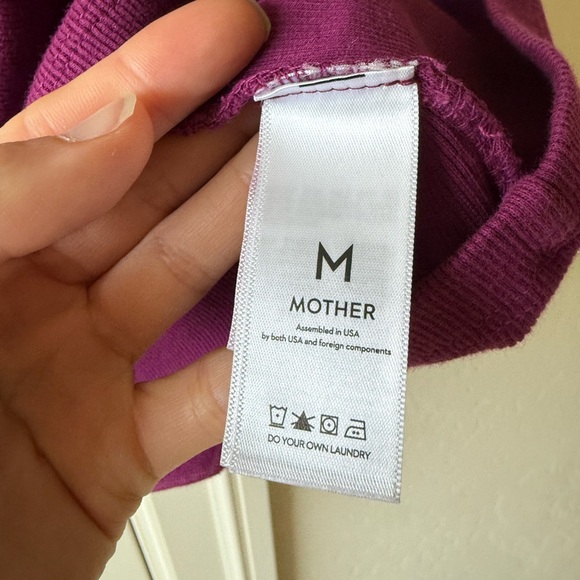 M
MOTHER
Assembled in USA
by both USA and foreign components
DO YOUR OWN LAUNDRY